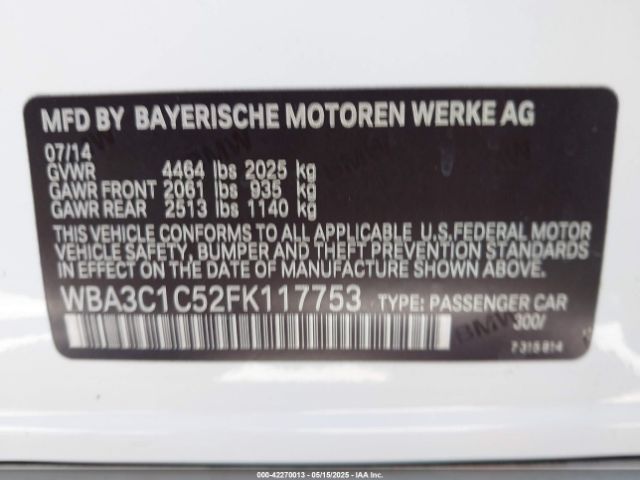 MFD BY BAYERISCHE MOTOREN WERKE AG
07/14
GVWR 4464 lbs 2025 kg
GAWR FRONT 2061 lbs 935 kg
GAWR REAR 2513 lbs 1140 kg
THIS VEHICLE CONFORMS TO ALL APPLICABLE U.S.FEDERAL MOTOR
VEHICLE SAFETY, BUMPER AND THEFT PREVENTION STANDARDS
IN EFFECT ON THE DATE OF MANUFACTURE SHOWN ABOVE.
WBA3C1C52FK117753 TYPE: PASSENGER CAR
300/
7 315 814
000-42270013 - 05/15/2025 - IAA Inc.